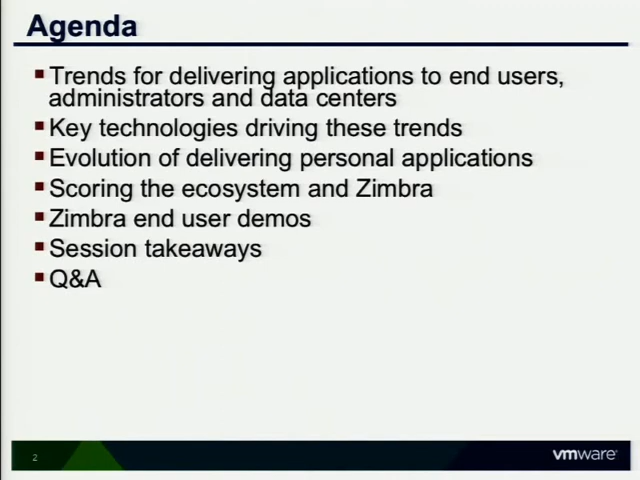 Agenda
Trends for delivering applications to end users,
administrators and data centers
Key technologies driving these trends
Evolution of delivering personal applications
Scoring the ecosystem and Zimbra
Zimbra end user demos
Session takeaways
Q&A
2
vmware